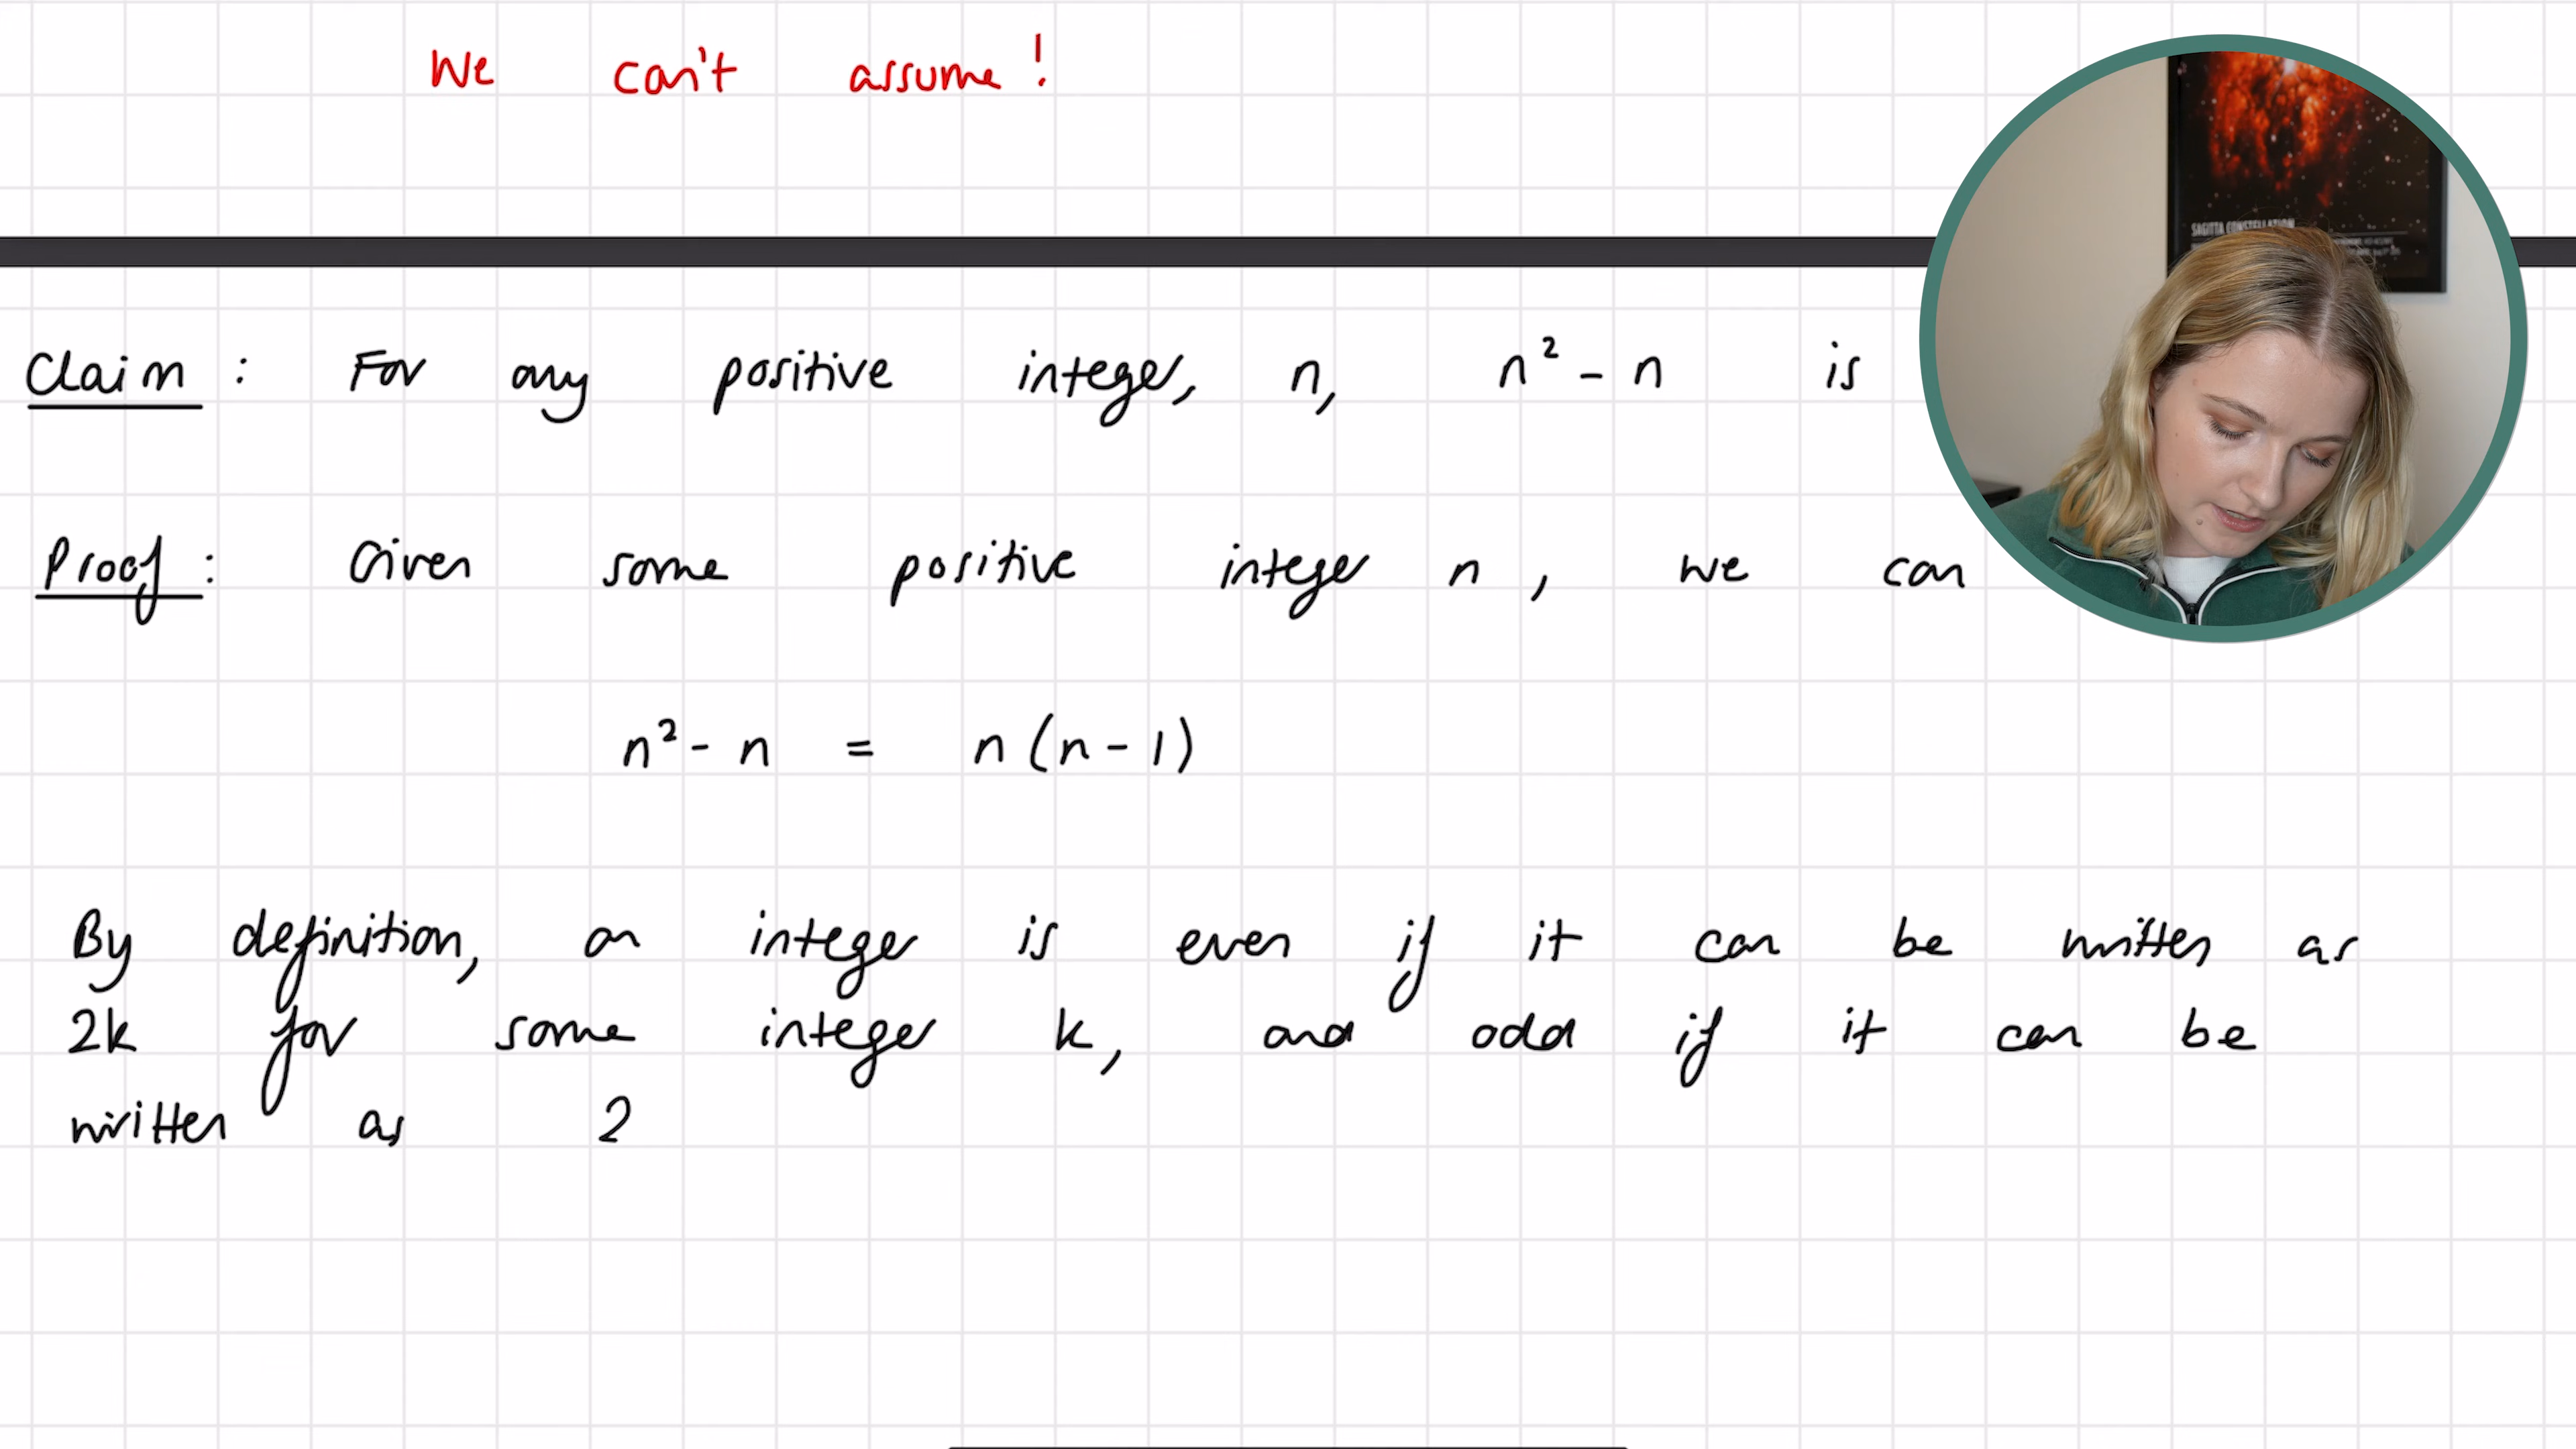 We can't assume!
SAGITTA CONSTELLATION
Claim: For any positive integer, n, n² - n is
Proof: Given some positive integer n, we can
n² - n = n(n-1)
By definition, an integer is even if it can be written as
2k for some integer k, and odd if it can be
written as 2